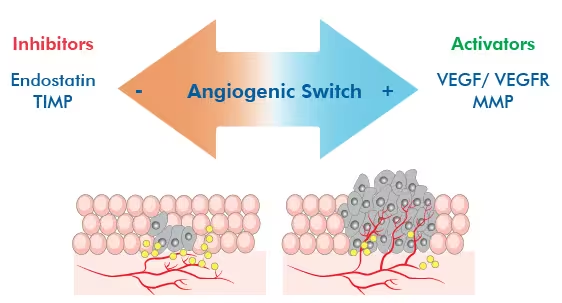 Inhibitors
Endostatin
TIMP
- Angiogenic Switch +
Activators
VEGF/ VEGFR
MMP